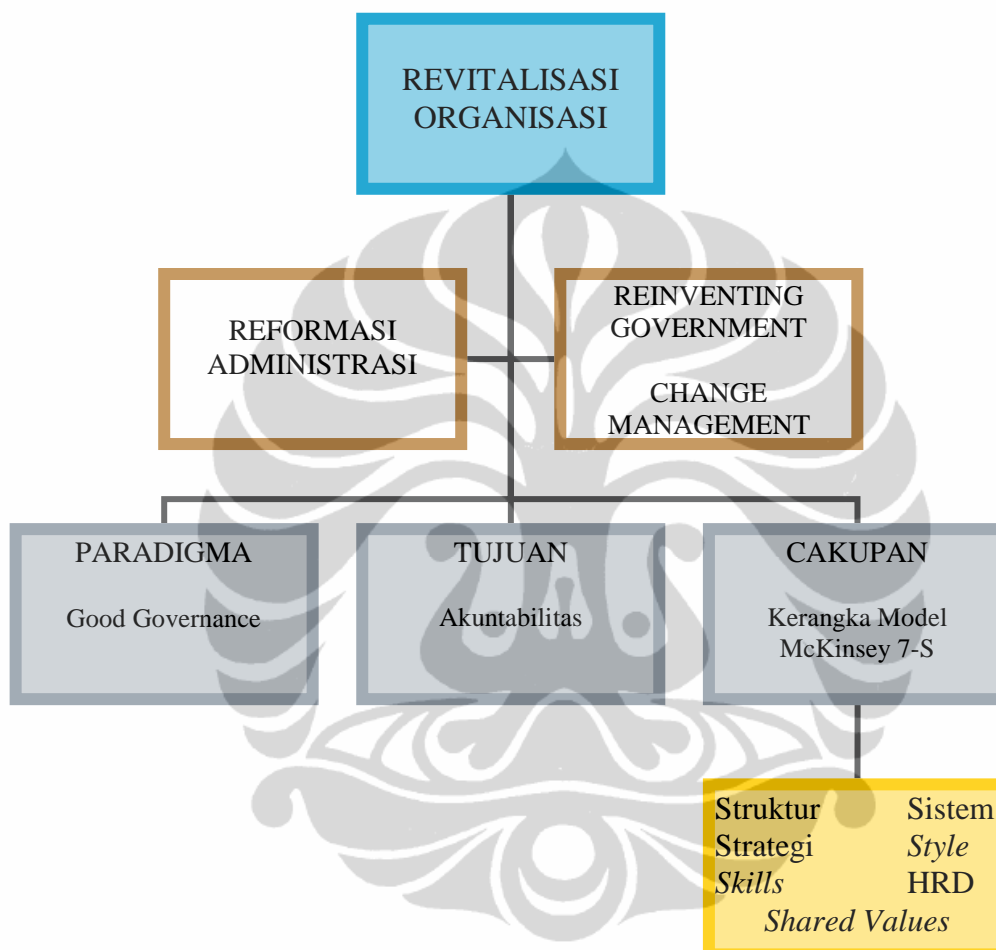 REVITALISASI
ORGANISASI
REFORMASI
ADMINISTRASI
REINVENTING
GOVERNMENT
CHANGE
MANAGEMENT
PARADIGMA
Good Governance
TUJUAN
Akuntabilitas
CAKUPAN
Kerangka Model
McKinsey 7-S
Struktur Sistem
Strategi Style
Skills HRD
Shared Values